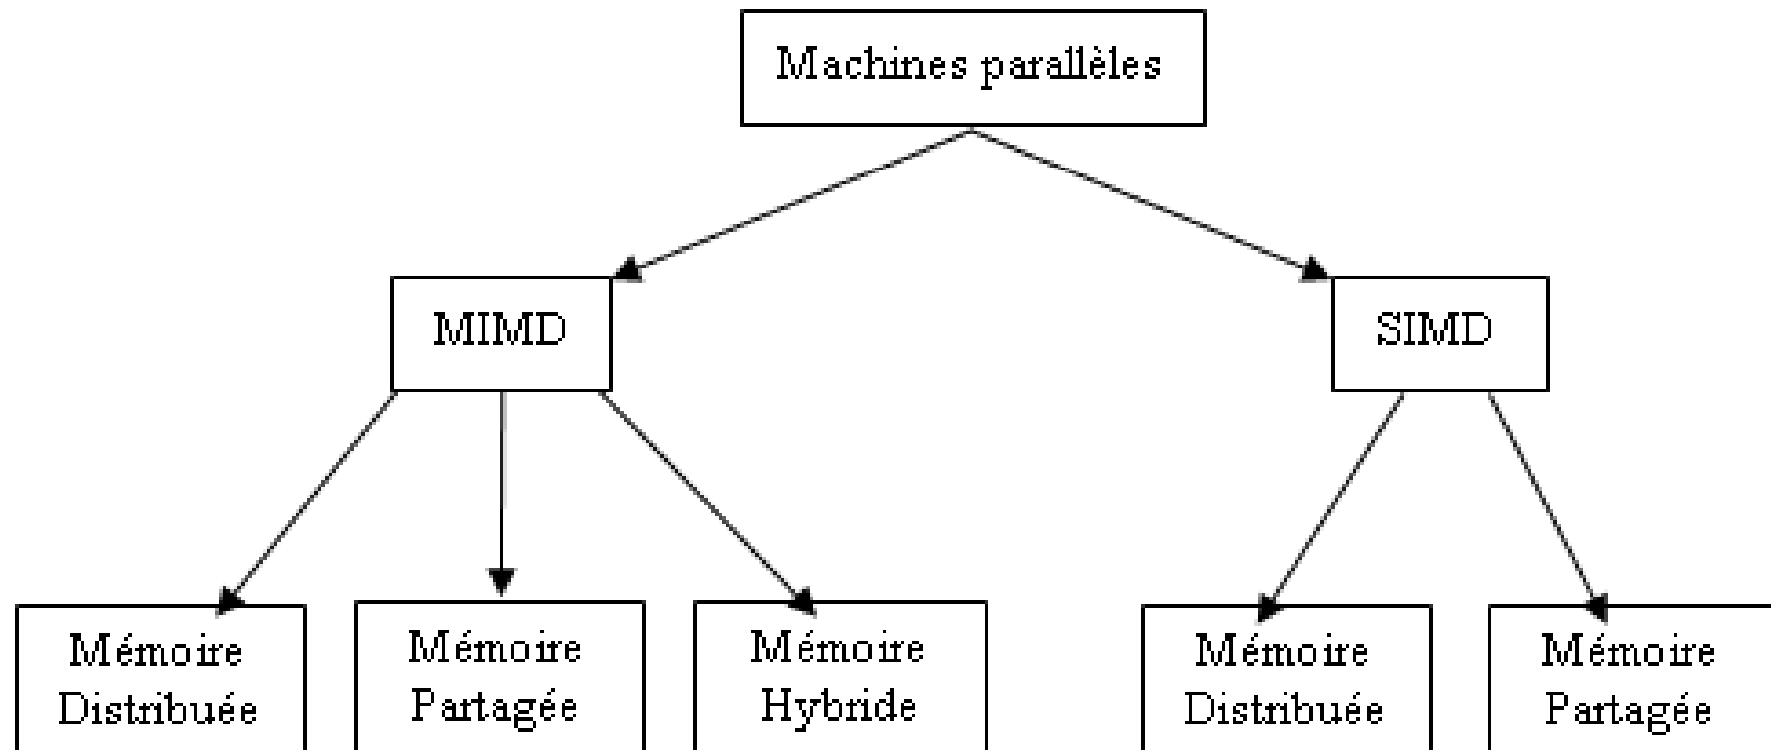 Machines parallèles
MIMD
SIMD
Mémoire
Distribuée
Mémoire
Partagée
Mémoire
Hybride
Mémoire
Distribuée
Mémoire
Partagée